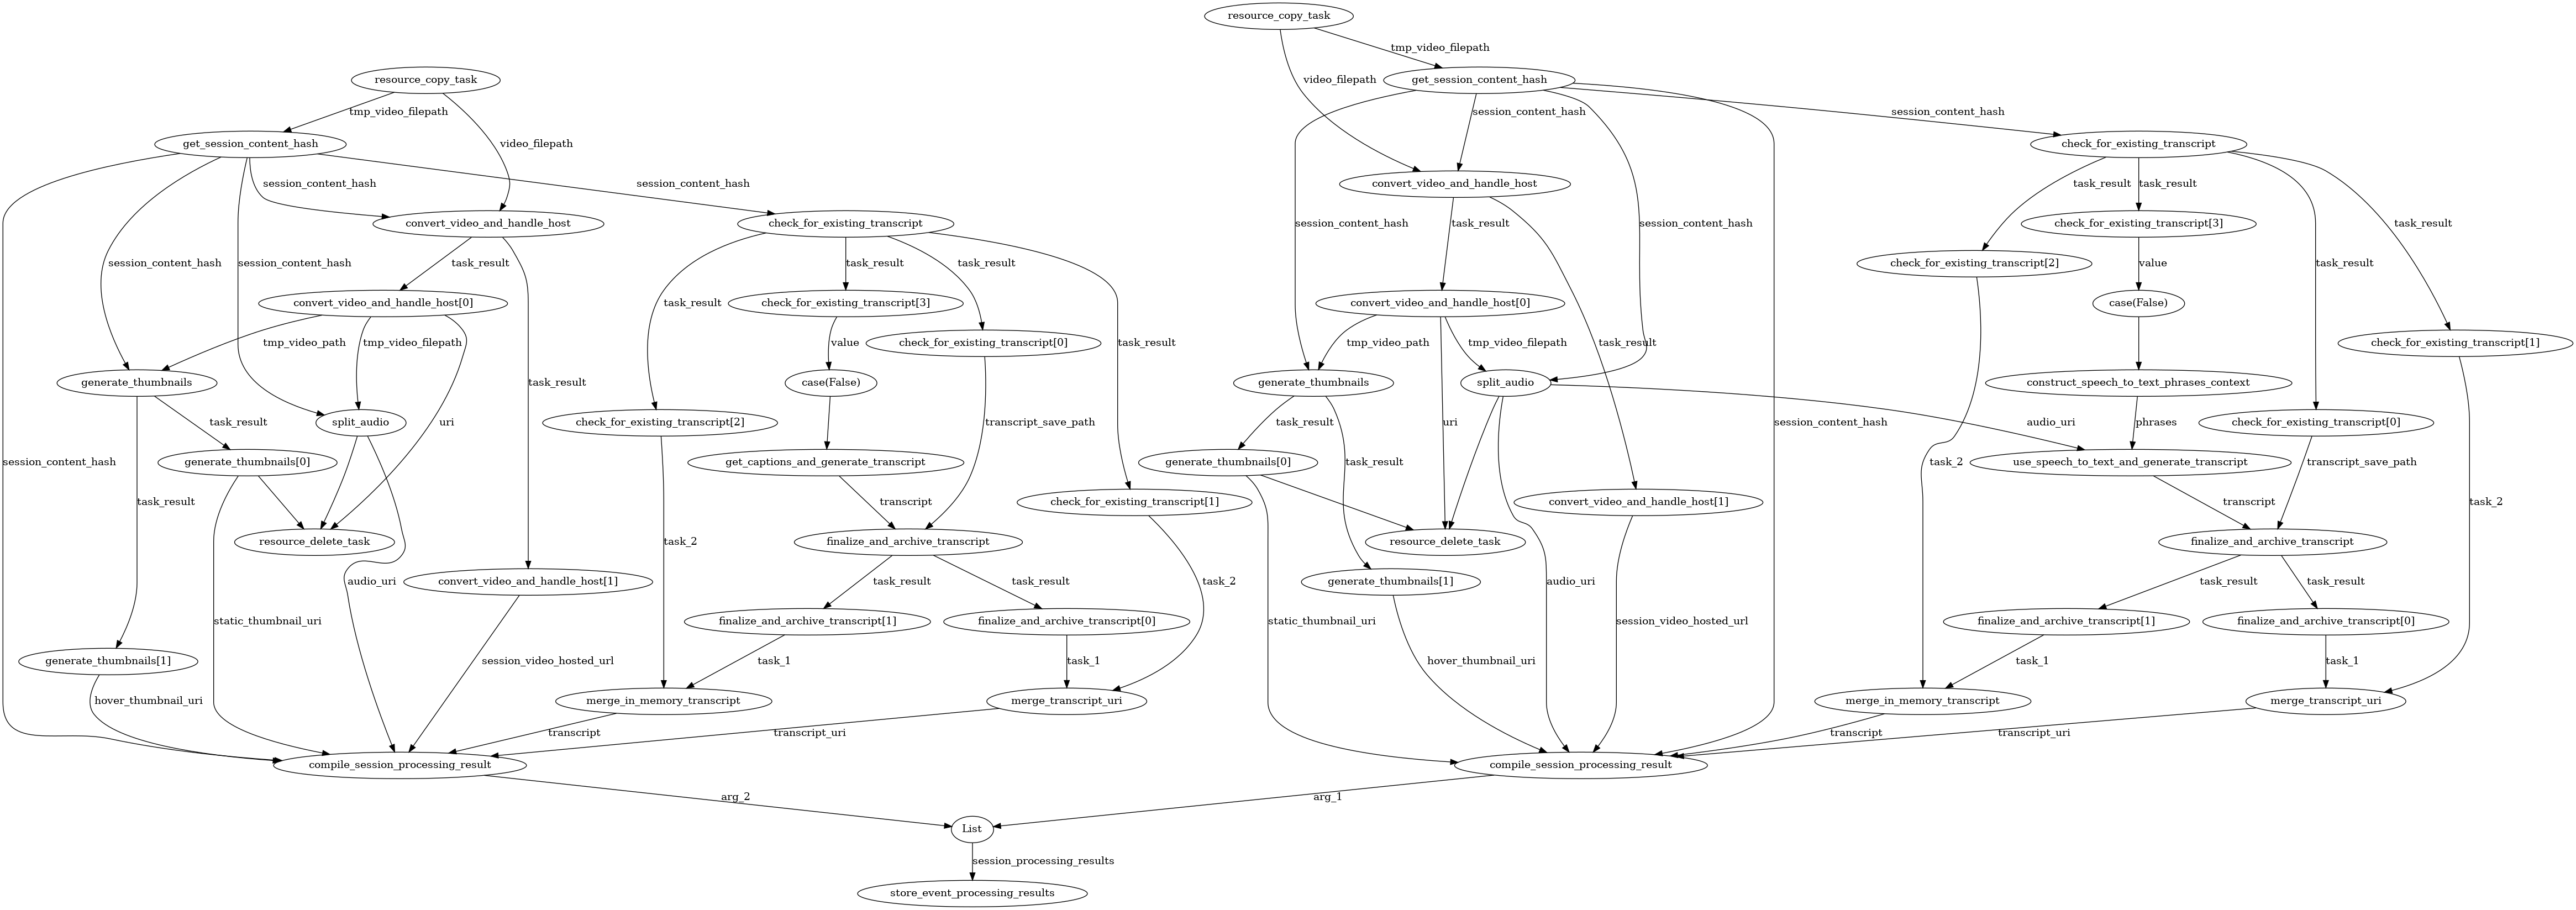 resource_copy_task
tmp_video_filepath
resource_copy_task
video_filepath
get_session_content_hash
tmp_video_filepath
session_content_hash
session_content_hash
get_session_content_hash
video_filepath
check_for_existing_transcript
session_content_hash
session_content_hash
convert_video_and_handle_host
task_result
task_result
convert_video_and_handle_host
check_for_existing_transcript
session_content_hash
session_content_hash
task_result
check_for_existing_transcript[3]
task_result
session_content_hash
session_content_hash
task_result
task_result
task_result
check_for_existing_transcript[2]
value
task_result
convert_video_and_handle_host[0]
task_result
check_for_existing_transcript[3]
convert_video_and_handle_host[0]
case(False)
tmp_video_path
tmp_video_filepath
value
check_for_existing_transcript[0]
task_result
tmp_video_path
tmp_video_filepath
task_result
check_for_existing_transcript[1]
generate_thumbnails
task_result
case(False)
generate_thumbnails
split_audio
construct_speech_to_text_phrases_context
task_result
split_audio
uri
check_for_existing_transcript[2]
transcript_save_path
task_result
uri
session_content_hash
audio_uri
phrases
check_for_existing_transcript[0]
session_content_hash
generate_thumbnails[0]
get_captions_and_generate_transcript
generate_thumbnails[0]
task_result
task_2
use_speech_to_text_and_generate_transcript
transcript_save_path
task_result
transcript
check_for_existing_transcript[1]
convert_video_and_handle_host[1]
transcript
task_2
resource_delete_task
task_2
finalize_and_archive_transcript
resource_delete_task
finalize_and_archive_transcript
audio_uri
convert_video_and_handle_host[1]
task_result
task_result
task_2
generate_thumbnails[1]
audio_uri
task_result
task_result
static_thumbnail_uri
finalize_and_archive_transcript[1]
finalize_and_archive_transcript[0]
static_thumbnail_uri
session_video_hosted_url
finalize_and_archive_transcript[1]
finalize_and_archive_transcript[0]
generate_thumbnails[1]
session_video_hosted_url
task_1
task_1
hover_thumbnail_uri
task_1
task_1
hover_thumbnail_uri
merge_in_memory_transcript
merge_transcript_uri
merge_in_memory_transcript
merge_transcript_uri
transcript
transcript_uri
transcript
transcript_uri
compile_session_processing_result
compile_session_processing_result
arg_2
arg_1
List
session_processing_results
store_event_processing_results